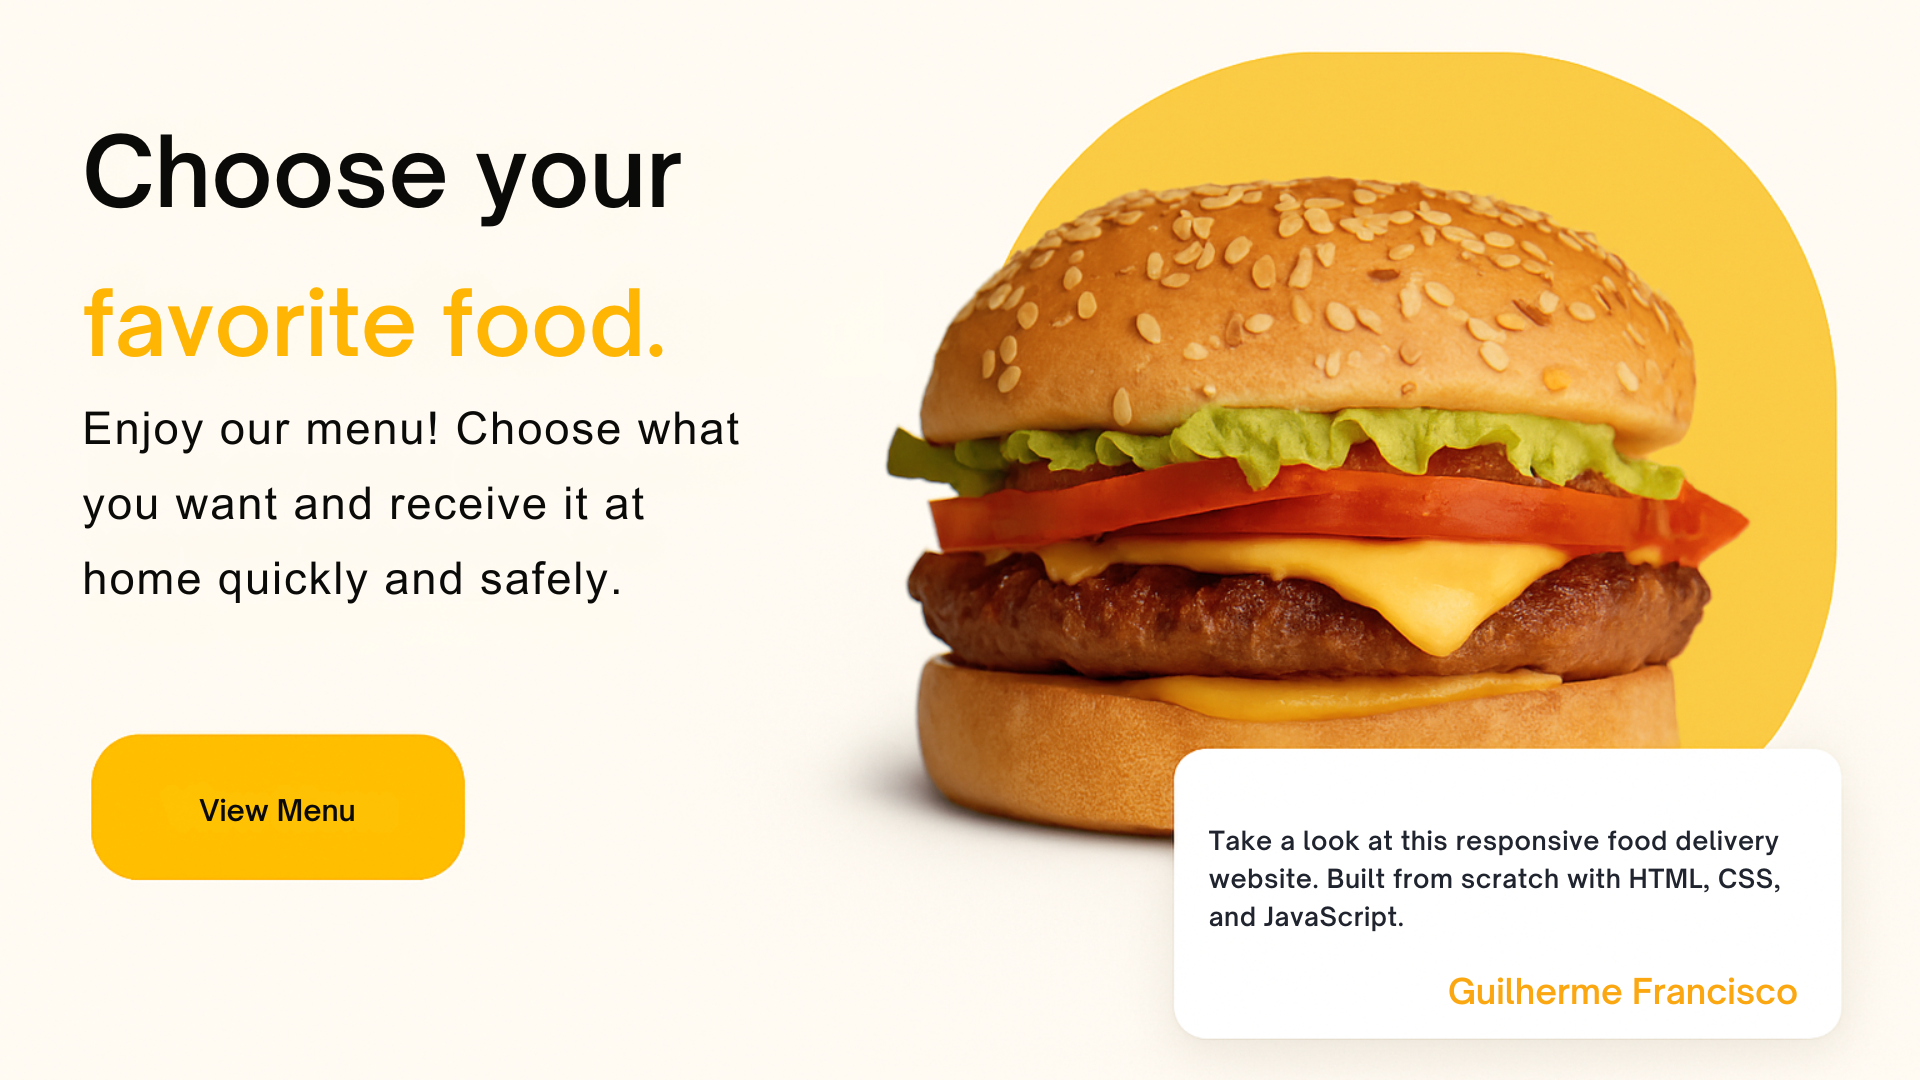 Choose your
favorite food.
Enjoy our menu! Choose what
you want and receive it at
home quickly and safely.
View Menu
Take a look at this responsive food delivery
website. Built from scratch with HTML, CSS,
and JavaScript.
Guilherme Francisco